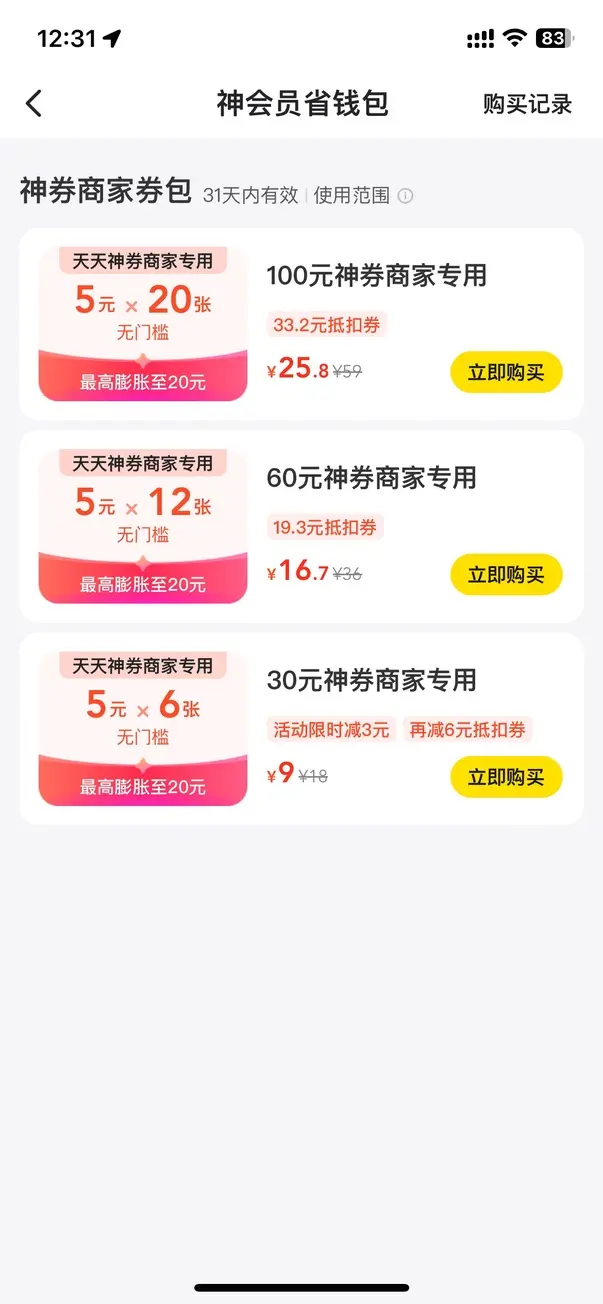 12:31
83
神会员省钱包
购买记录
神券商家券包 31天内有效 使用范围
天天神券商家专用
5元 × 20张
无门槛
最高膨胀至20元
100元神券商家专用
33.2元抵扣券
¥25.8 ¥59
立即购买
天天神券商家专用
5元 × 12张
无门槛
最高膨胀至20元
60元神券商家专用
19.3元抵扣券
¥16.7 ¥36
立即购买
天天神券商家专用
5元 × 6张
无门槛
最高膨胀至20元
30元神券商家专用
活动限时减3元 再减6元抵扣券
¥9 ¥18
立即购买